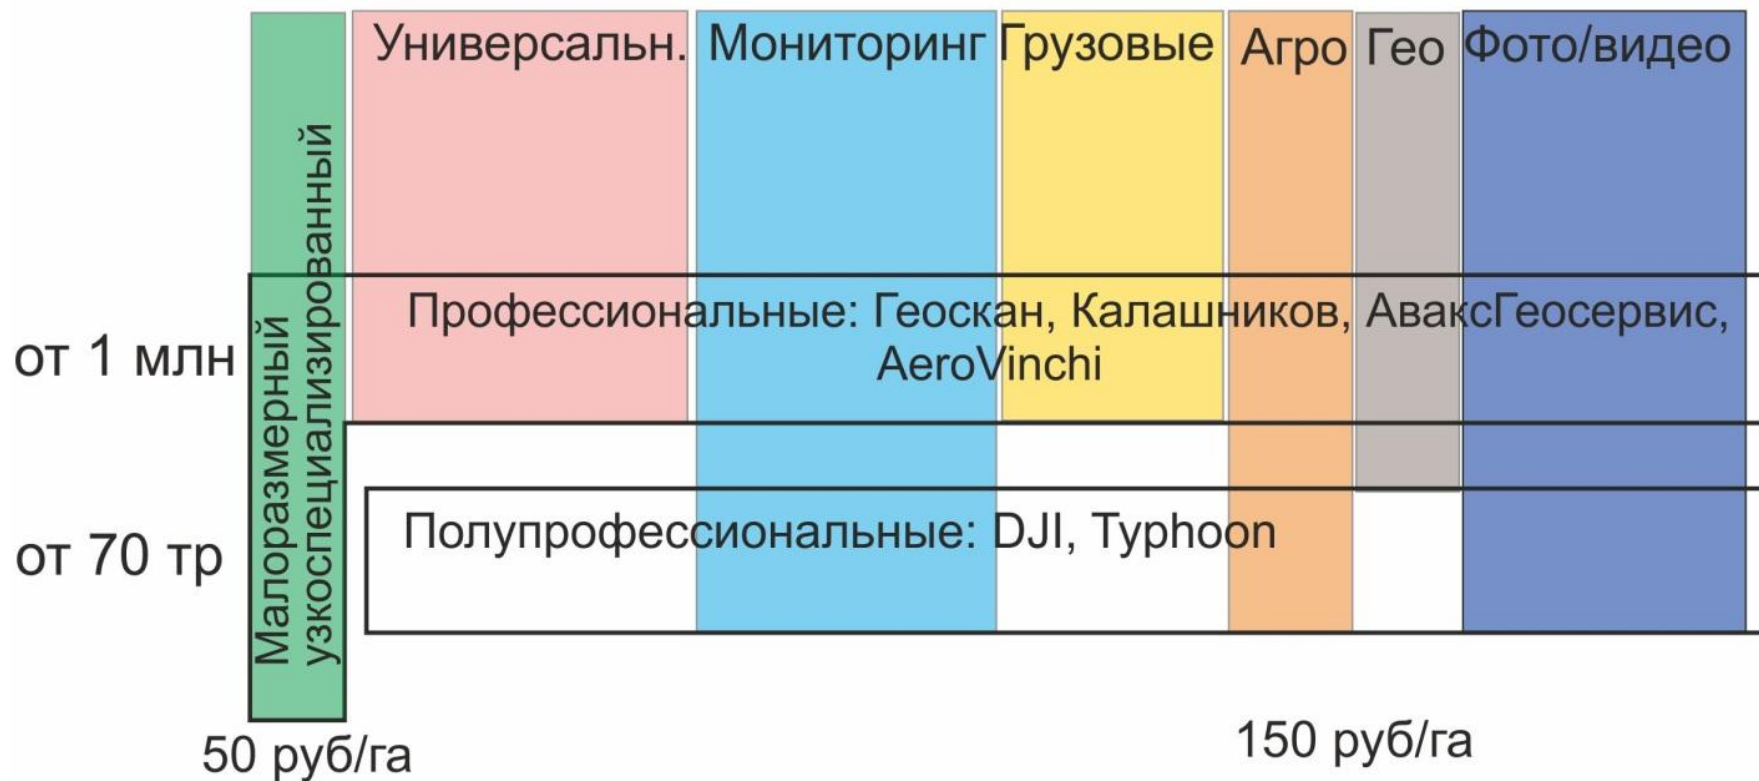 Универсальн.
Мониторинг
Грузовые
Агро
Гео
Фото/видео
Малоразмерный
узкоспециализированный
от 1 млн
Профессиональные: Геоскан, Калашников, АваксГеосервис,
AeroVinchi
от 70 тр
Полупрофессиональные: DJI, Typhoon
50 руб/га
150 руб/га